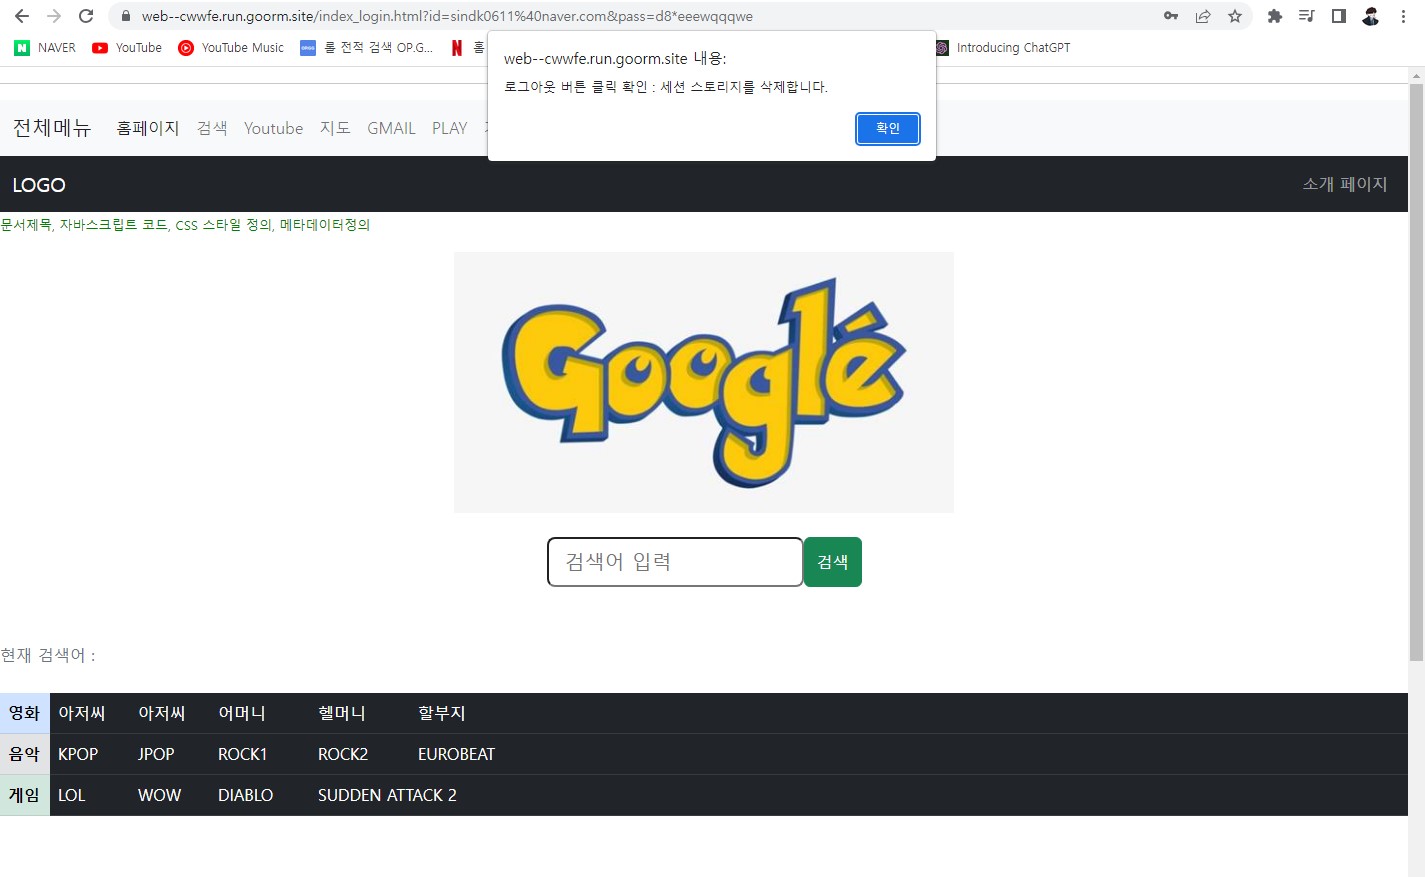 web--cwwfe.run.goorm.site/index_login.html?id=sindk0611%40naver.com&pass=d8*eeewqqqwe
NAVER YouTube YouTube Music 롤 전적 검색 OP.G... 홈 Introducing ChatGPT
web--cwwfe.run.goorm.site 내용:
로그아웃 버튼 클릭 확인 : 세션 스토리지를 삭제합니다.
확인
전체메뉴 홈페이지 검색 Youtube 지도 GMAIL PLAY
LOGO 소개 페이지
문서제목, 자바스크립트 코드, CSS 스타일 정의, 메타데이터정의
Googlé
검색어 입력 검색
현재 검색어 :
영화 아저씨 아저씨 어머니 헬머니 할부지
음악 KPOP JPOP ROCK1 ROCK2 EUROBEAT
게임 LOL WOW DIABLO SUDDEN ATTACK 2